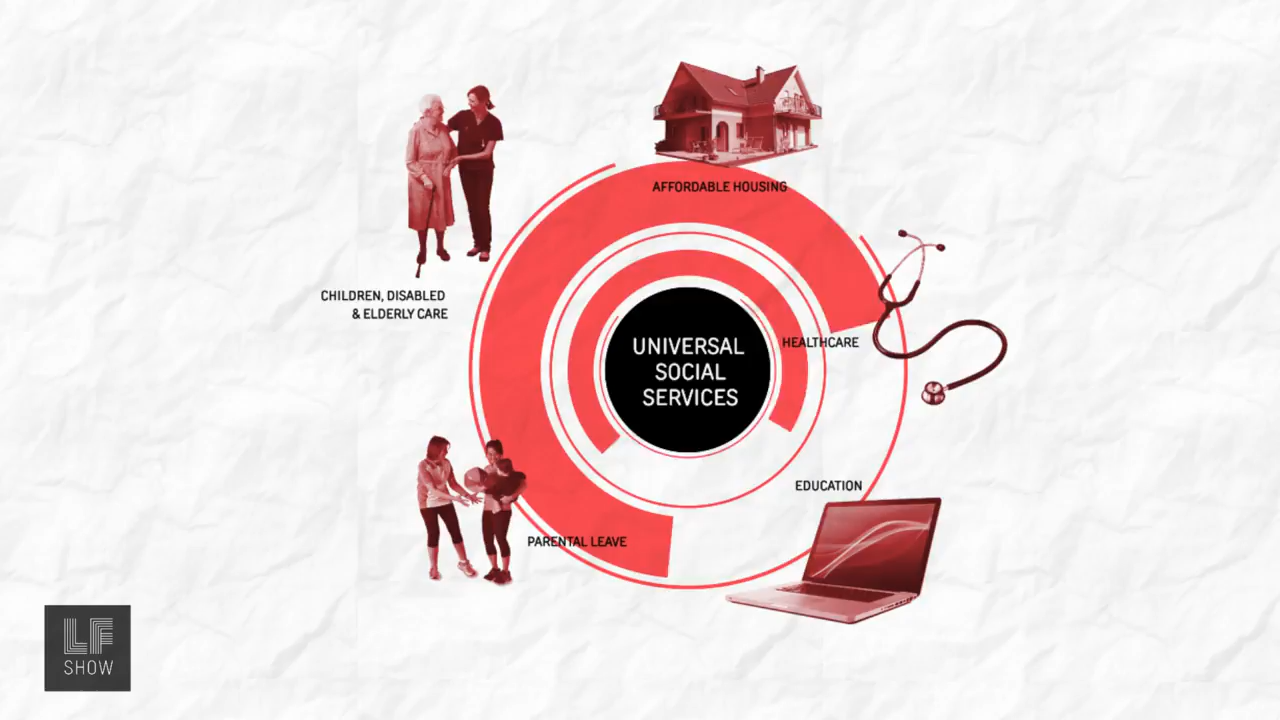 AFFORDABLE HOUSING
CHILDREN, DISABLED
& ELDERLY CARE
HEALTHCARE
UNIVERSAL
SOCIAL
SERVICES
EDUCATION
PARENTAL LEAVE
LF
SHOW